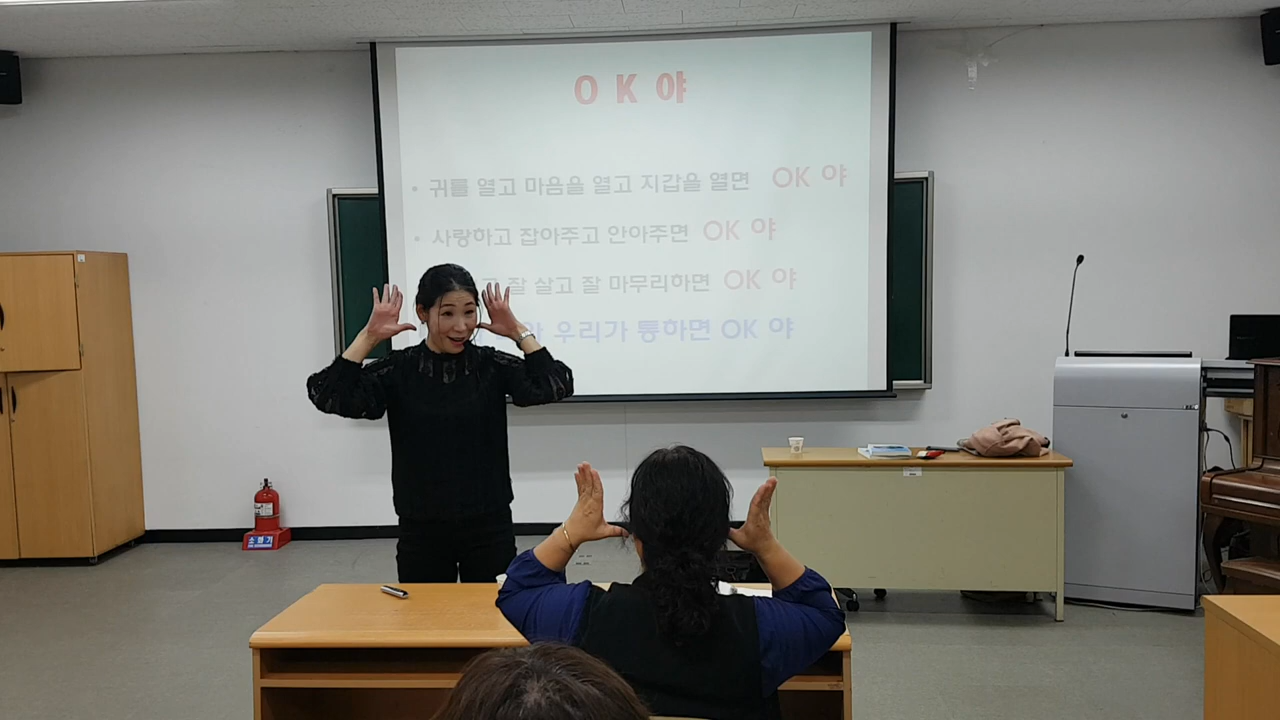 O K 야
• 귀를 열고 마음을 열고 지갑을 열면 OK 야
• 사랑하고 잡아주고 안아주면 OK 야
잘 살고 잘 마무리하면 OK 야
우리가 통하면 OK 야
소화기